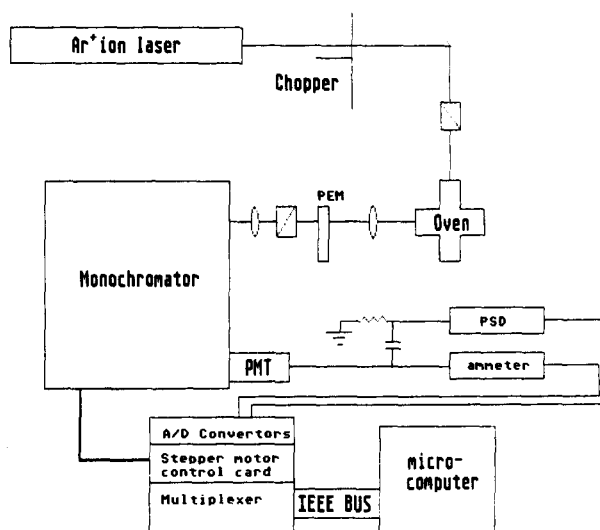 Ar⁺ion laser
Chopper
PEM
Oven
Monochromator
PSD
PMT
ammeter
A/D Convertors
Stepper motor
control card
Multiplexer
IEEE BUS
micro-
computer